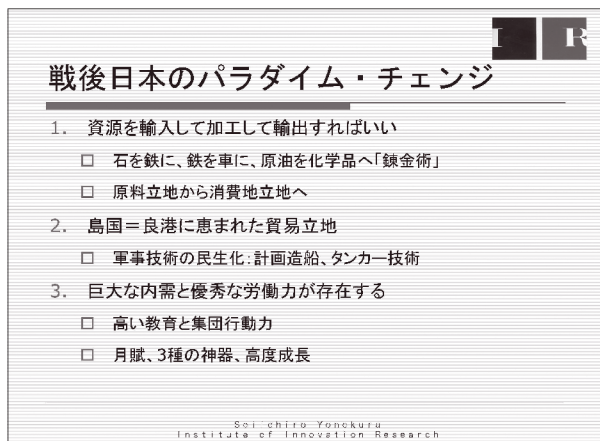 I R
戦後日本のパラダイム・チェンジ
1. 資源を輸入して加工して輸出すればいい
□ 石を鉄に、鉄を車に、原油を化学品へ「錬金術」
□ 原料立地から消費地立地へ
2. 島国＝良港に恵まれた貿易立地
□ 軍事技術の民生化：計画造船、タンカー技術
3. 巨大な内需と優秀な労働力が存在する
□ 高い教育と集団行動力
□ 月賦、3種の神器、高度成長
Seiichiro Yonekura
Institute of Innovation Research